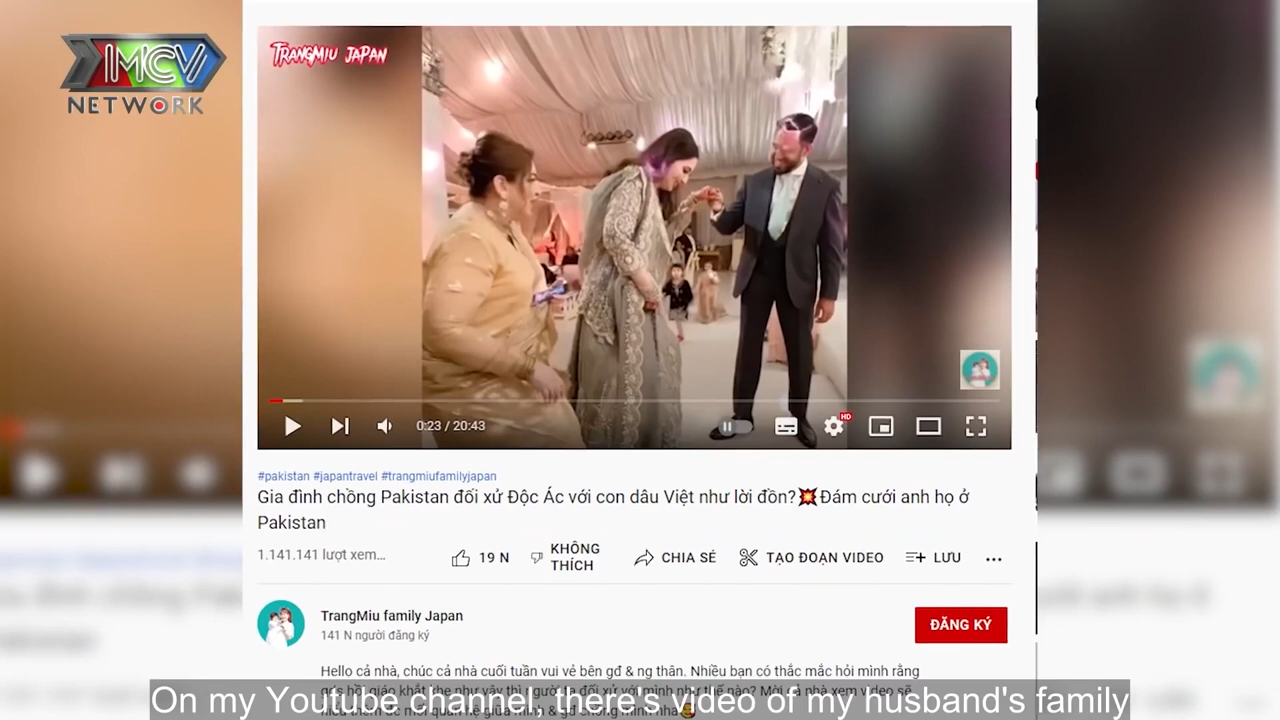 MCV
NETWORK
TRANGMIU JAPAN
0:23 / 20:43
HD
#pakistan #japantravel #trangmiufamilyjapan
Gia đình chồng Pakistan đối xử Độc Ác với con dâu Việt như lời đồn?💥Đám cưới anh họ ở
Pakistan
1.141.141 lượt xem...
19 N
KHÔNG
THÍCH
CHIA SẺ
TẠO ĐOẠN VIDEO
LƯU
TrangMiu family Japan
141 N người đăng ký
ĐĂNG KÝ
Hello cả nhà, chúc cả nhà cuối tuần vui vẻ bên gđ & ng thân. Nhiều bạn có thắc mắc hỏi mình rằng
On my Youtube channel, there's video of my husband's family